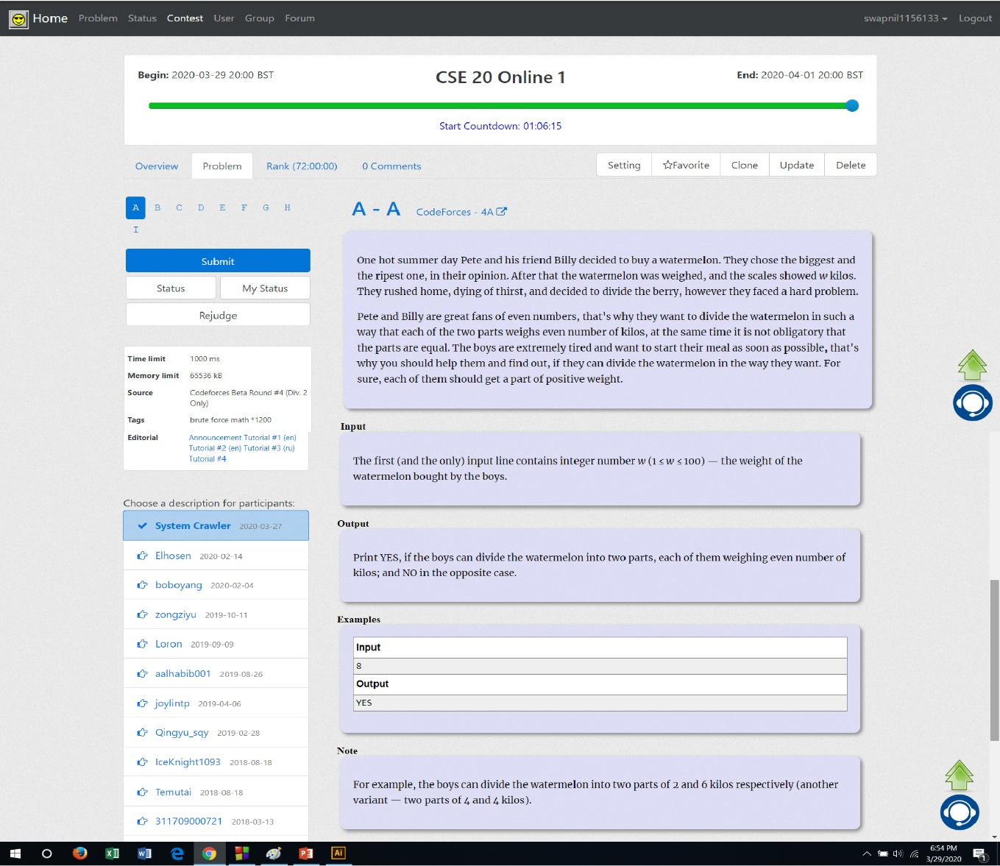 Home Problem Status Contest User Group Forum swapnil1156133 Logout
Begin: 2020-03-29 20:00 BST CSE 20 Online 1 End: 2020-04-01 20:00 BST
Start Countdown: 01:06:15
Overview Problem Rank (72:00:00) 0 Comments Setting Favorite Clone Update Delete
A B C D E F G H
I
Submit
Status My Status
Rejudge
Time limit 1000 ms
Memory limit 65536 kB
Source Codeforces Beta Round #4 (Div. 2
Only)
Tags brute force math *1200
Editorial Announcement Tutorial #1 (en)
Tutorial #2 (en) Tutorial #3 (ru)
Tutorial #4
Choose a description for participants:
System Crawler 2020-03-27
Elhosen 2020-02-14
boboyang 2020-02-04
zongziyu 2019-10-11
Loron 2019-09-09
aalhabib001 2019-08-26
joylintp 2019-04-06
Qingyu_sqy 2019-02-28
IceKnight1093 2018-08-18
Temutai 2018-08-18
311709000721 2018-03-13
A - A CodeForces - 4A
One hot summer day Pete and his friend Billy decided to buy a watermelon. They chose the biggest and
the ripest one, in their opinion. After that the watermelon was weighed, and the scales showed w kilos.
They rushed home, dying of thirst, and decided to divide the berry, however they faced a hard problem.
Pete and Billy are great fans of even numbers, that's why they want to divide the watermelon in such a
way that each of the two parts weighs even number of kilos, at the same time it is not obligatory that
the parts are equal. The boys are extremely tired and want to start their meal as soon as possible, that's
why you should help them and find out, if they can divide the watermelon in the way they want. For
sure, each of them should get a part of positive weight.
Input
The first (and the only) input line contains integer number w (1 ≤ w ≤ 100) — the weight of the
watermelon bought by the boys.
Output
Print YES, if the boys can divide the watermelon into two parts, each of them weighing even number of
kilos; and NO in the opposite case.
Examples
Input
8
Output
YES
Note
For example, the boys can divide the watermelon into two parts of 2 and 6 kilos respectively (another
variant — two parts of 4 and 4 kilos).
Ai
6:54 PM
3/29/2020
1